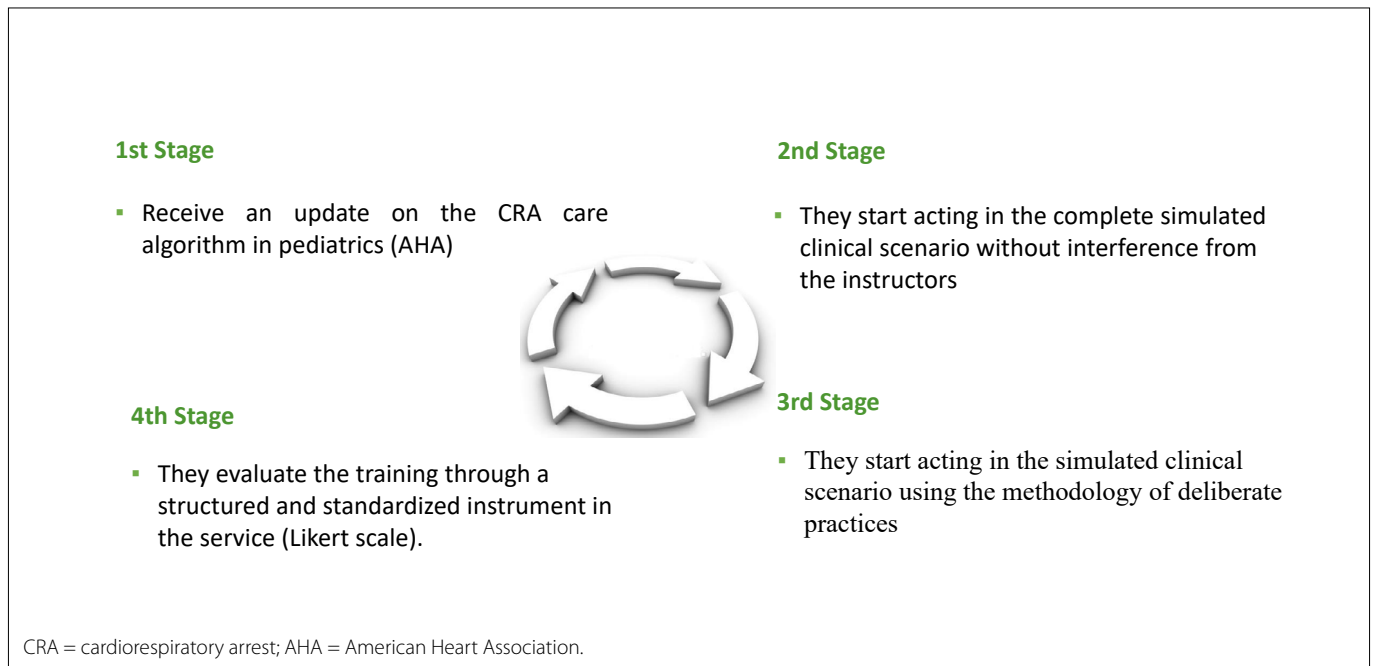 1st Stage
▪ Receive an update on the CRA care
algorithm in pediatrics (AHA)
2nd Stage
▪ They start acting in the complete simulated
clinical scenario without interference from
the instructors
3rd Stage
▪ They start acting in the simulated clinical
scenario using the methodology of deliberate
practices
4th Stage
▪ They evaluate the training through a
structured and standardized instrument in
the service (Likert scale).
CRA = cardiorespiratory arrest; AHA = American Heart Association.